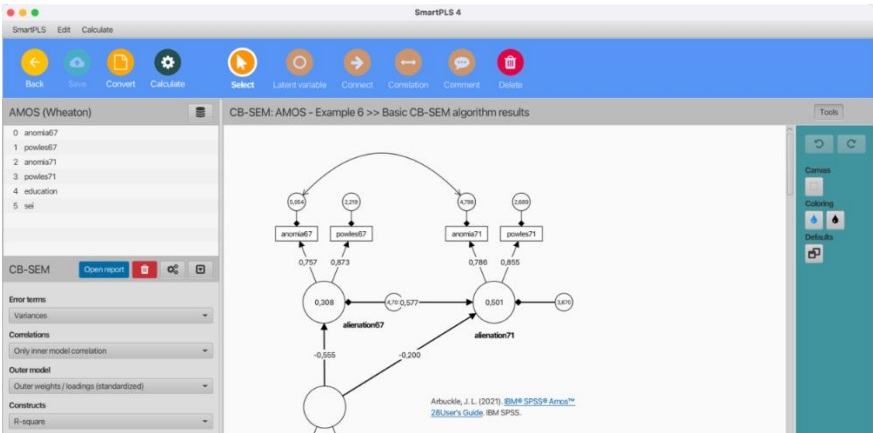 SmartPLS 4
SmartPLS Edit Calculate
Back Save Convert Calculate Select Latent variable Connect Correlation Comment Delete
AMOS (Wheaton)
CB-SEM: AMOS - Example 6 >> Basic CB-SEM algorithm results
Tools
0 anomia67
1 powles67
2 anomia71
3 powles71
4 education
5 sei
Canvas
Coloring
Defaults
5,054 2,219 4,798
anomia67 powles67 anomia71 powles71
0,757 0,873 0,786 0,855
CB-SEM Open report
Error terms
Variances
Correlations
Only inner model correlation
Outer model
Outer weights / loadings (standardized)
Constructs
R-square
0,308 0,577 0,501
alienation67
alienation71
-0,555 -0,200
Arbuckle, J. L. (2021). IBM® SPSS® Amos™
28User's Guide. IBM SPSS.